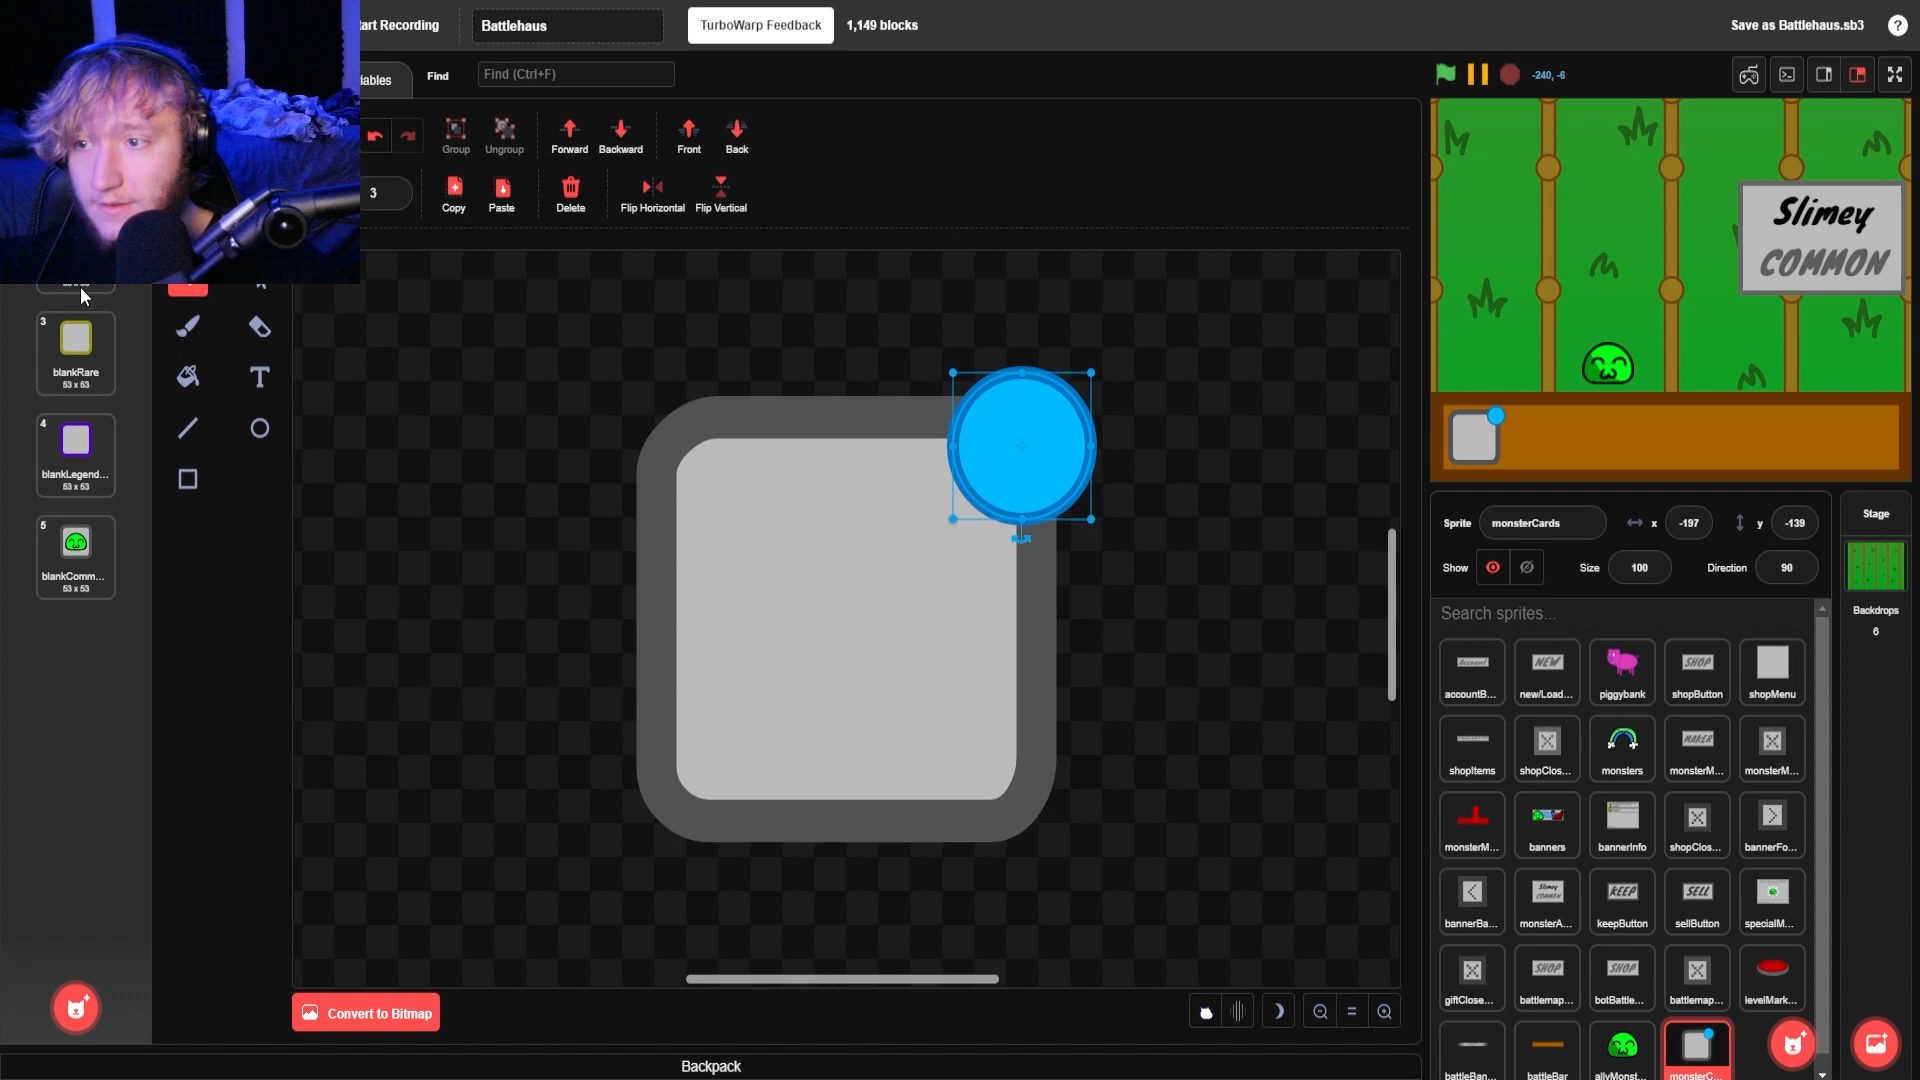 art Recording
Battlehaus
TurboWarp Feedback
1,149 blocks
Save as Battlehaus.sb3
?
iables
Find
Find (Ctrl+F)
-240, -6
Group
Ungroup
Forward
Backward
Front
Back
3
Copy
Paste
Delete
Flip Horizontal
Flip Vertical
Slimey
COMMON
3
blankRare
53 x 53
4
blankLegend...
53 x 53
5
blankComm...
53 x 53
T
Sprite
monsterCards
x
-197
y
-139
Show
Size
100
Direction
90
Stage
Backdrops
6
Search sprites...
Account
accountB...
NEW
new/Load...
piggybank
SHOP
shopButton
shopMenu
shopItems
shopClos...
monsters
MAKER
monsterM...
monsterM...
monsterM...
banners
bannerInfo
shopClos...
bannerFo...
bannerBa...
Slimey
COMMON
monsterA...
KEEP
keepButton
SELL
sellButton
specialM...
giftClose...
SHOP
battlemap...
SHOP
botBattle...
battlemap...
levelMark...
battleBan...
battleBar
allyMonst...
monsterC...
Convert to Bitmap
Backpack